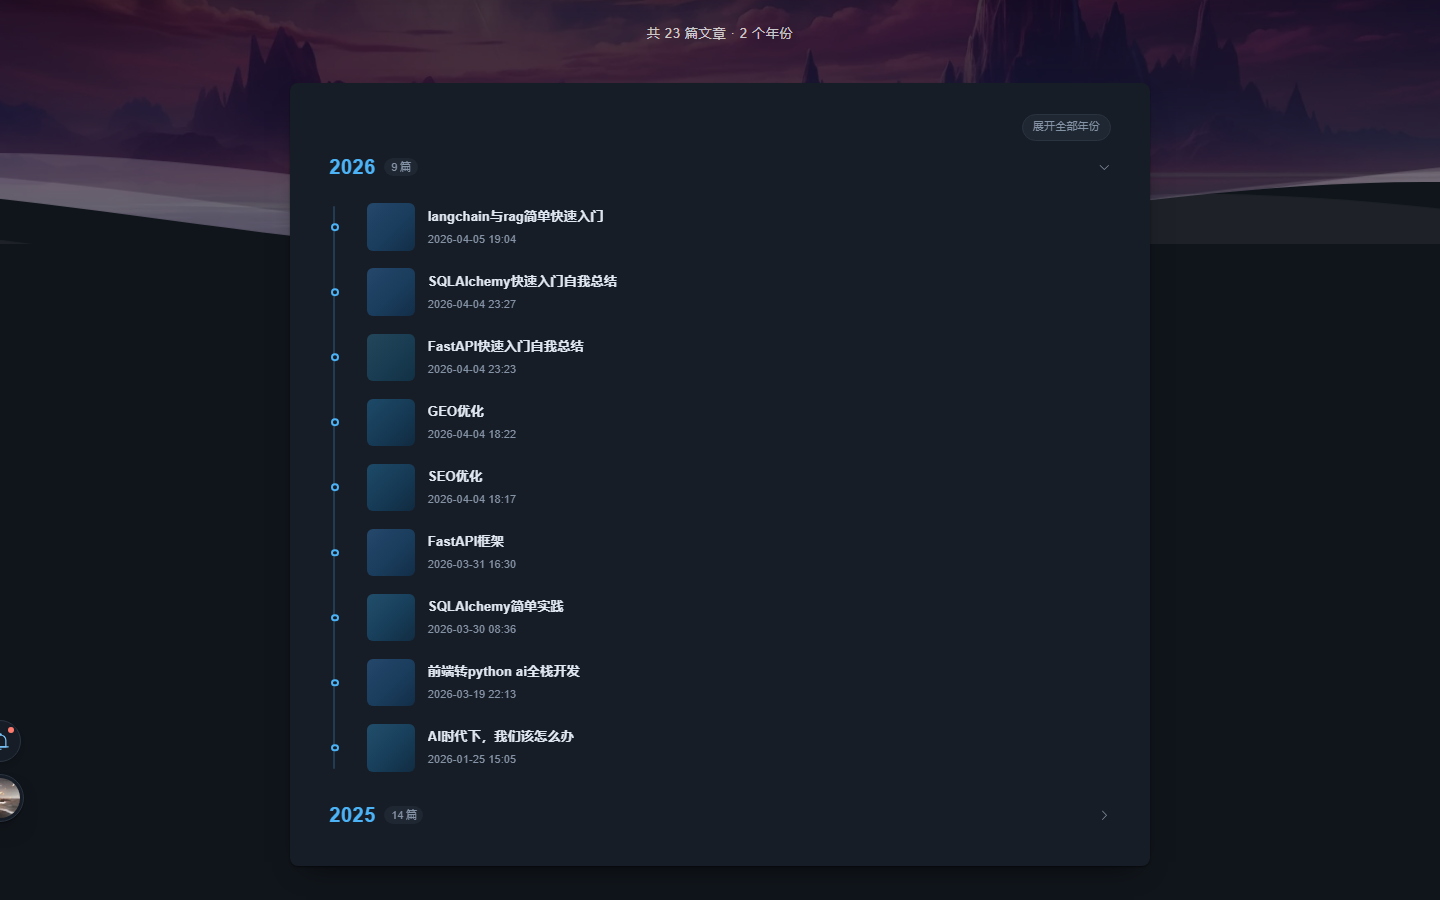 共 23 篇文章 · 2 个年份
展开全部年份
2026 9 篇
langchain与rag简单快速入门
2026-04-05 19:04
SQLAlchemy快速入门自我总结
2026-04-04 23:27
FastAPI快速入门自我总结
2026-04-04 23:23
GEO优化
2026-04-04 18:22
SEO优化
2026-04-04 18:17
FastAPI框架
2026-03-31 16:30
SQLAlchemy简单实践
2026-03-30 08:36
前端转python ai全栈开发
2026-03-19 22:13
AI时代下，我们该怎么办
2026-01-25 15:05
2025 14 篇